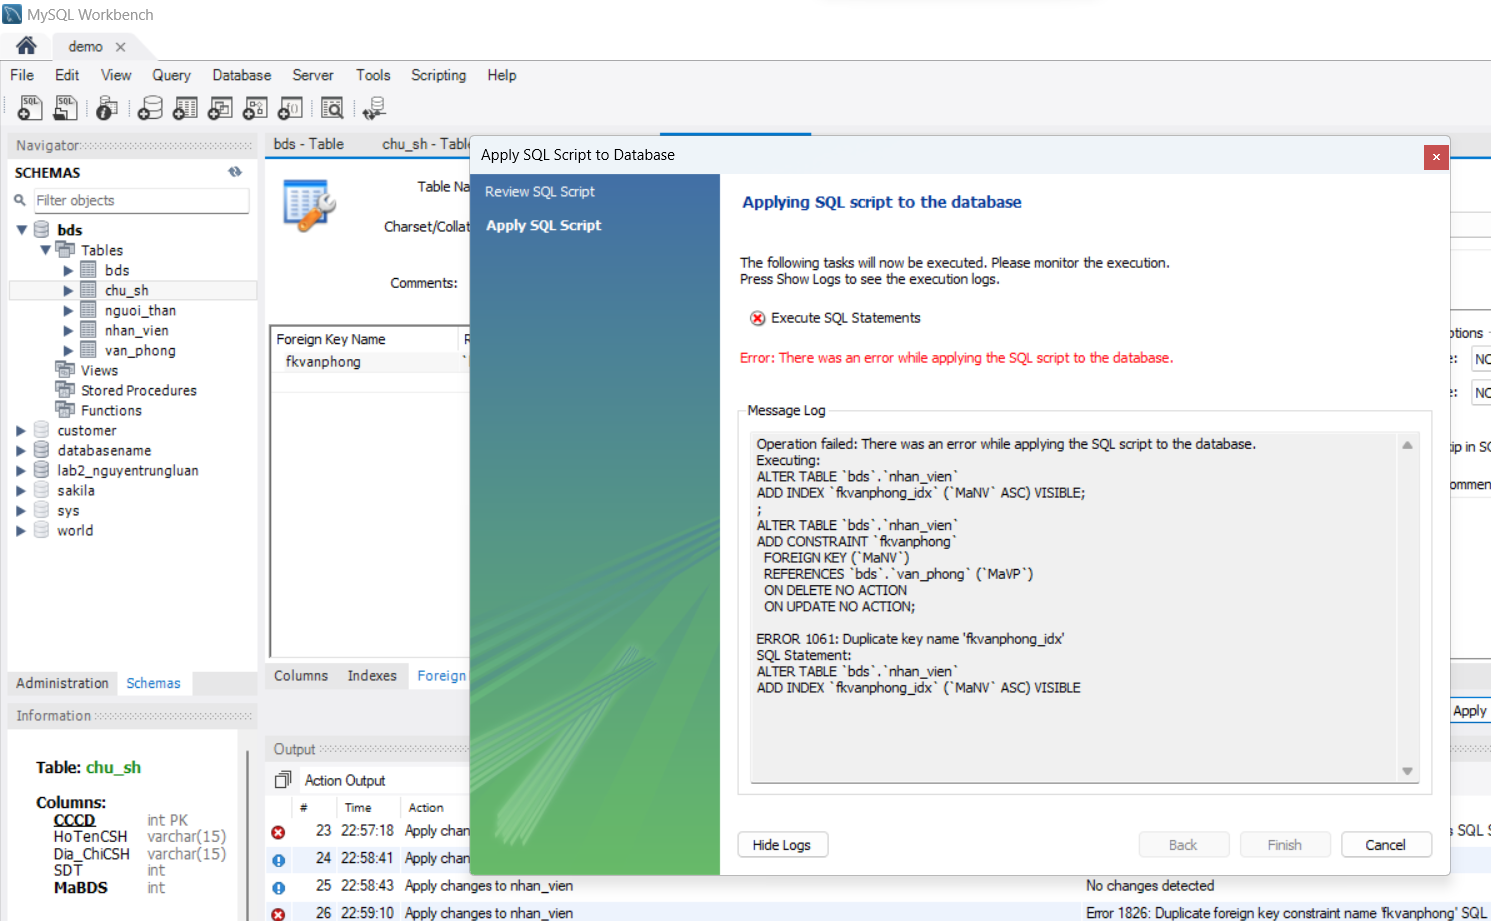 MySQL Workbench
demo
File Edit View Query Database Server Tools Scripting Help
Navigator
SCHEMAS
Filter objects
bds
Tables
bds
chu_sh
nguoi_than
nhan_vien
van_phong
Views
Stored Procedures
Functions
customer
databasename
lab2_nguyentrungluan
sakila
sys
world
Administration Schemas
Information
Table: chu_sh
Columns:
CCCD int PK
HoTenCSH varchar(15)
Dia_ChiCSH varchar(15)
SDT int
MaBDS int
bds - Table chu_sh - Table
Table Na
Charset/Collat
Comments:
Foreign Key Name R
fkvanphong
Columns Indexes Foreign
Output
Action Output
# Time Action
23 22:57:18 Apply chan
24 22:58:41 Apply chan
25 22:58:43 Apply changes to nhan_vien No changes detected
26 22:59:10 Apply changes to nhan_vien Error 1826: Duplicate foreign key constraint name 'fkvanphong' SQL
Apply SQL Script to Database
Review SQL Script
Apply SQL Script
Applying SQL script to the database
The following tasks will now be executed. Please monitor the execution.
Press Show Logs to see the execution logs.
Execute SQL Statements
Error: There was an error while applying the SQL script to the database.
Message Log
Operation failed: There was an error while applying the SQL script to the database.
Executing:
ALTER TABLE `bds`.`nhan_vien`
ADD INDEX `fkvanphong_idx` (`MaNV` ASC) VISIBLE;
;
ALTER TABLE `bds`.`nhan_vien`
ADD CONSTRAINT `fkvanphong`
FOREIGN KEY (`MaNV`)
REFERENCES `bds`.`van_phong` (`MaVP`)
ON DELETE NO ACTION
ON UPDATE NO ACTION;
ERROR 1061: Duplicate key name 'fkvanphong_idx'
SQL Statement:
ALTER TABLE `bds`.`nhan_vien`
ADD INDEX `fkvanphong_idx` (`MaNV` ASC) VISIBLE
Hide Logs Back Finish Cancel
ptions
: NO
: NO
ip in SQ
ommen
Apply
s SQL S